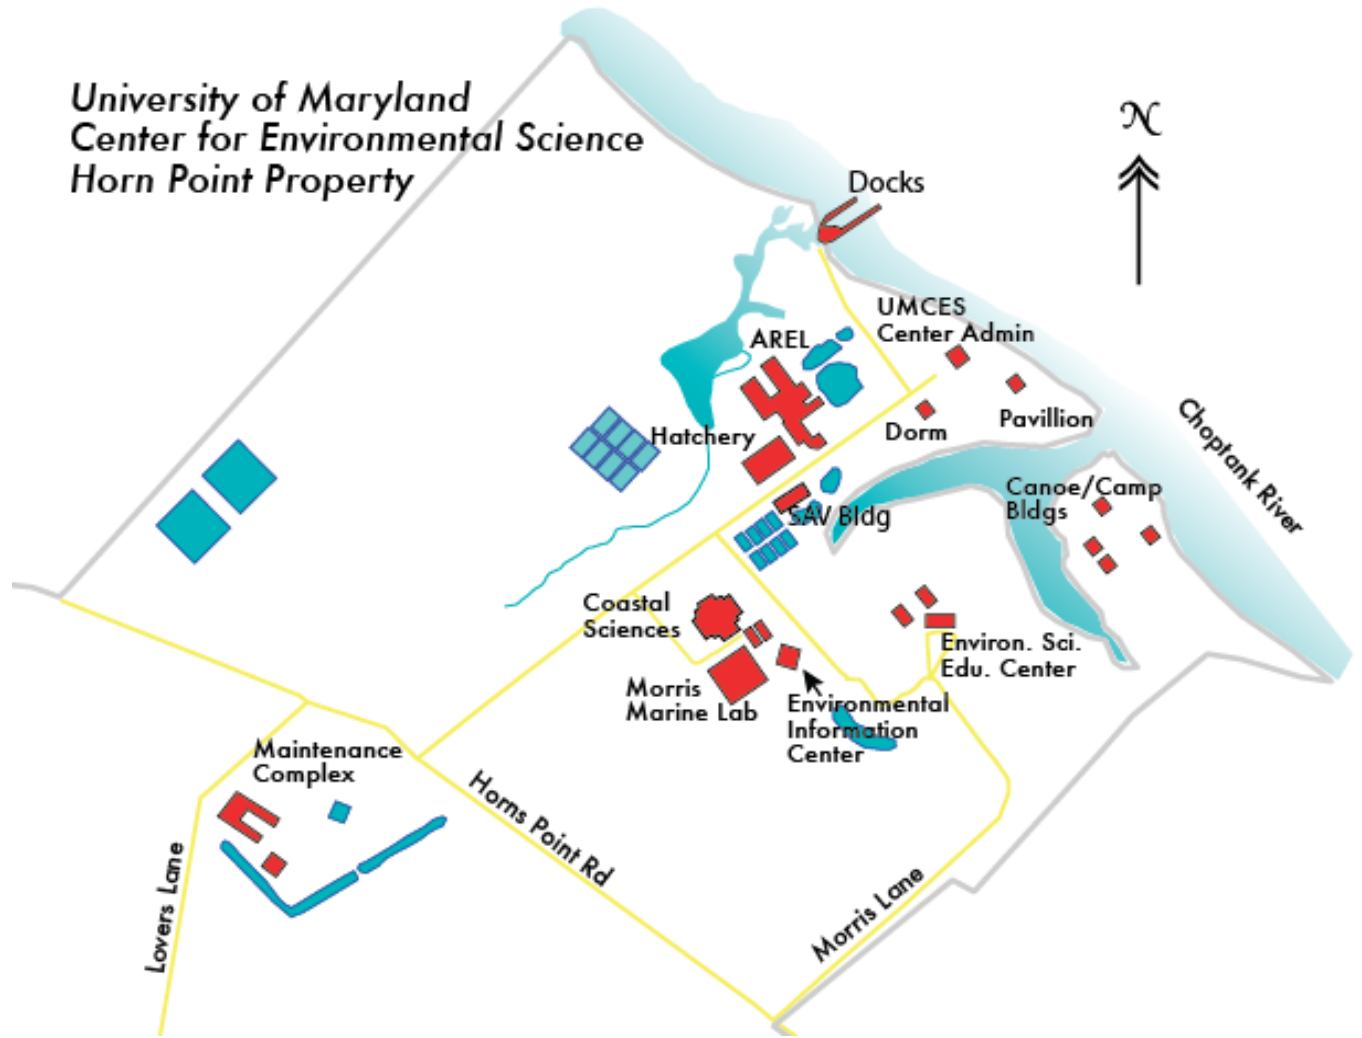 University of Maryland
Center for Environmental Science
Horn Point Property
N
Docks
UMCES
Center Admin
AREL
Pavillion
Dorm
Choptank River
Hatchery
Canoe/Camp
Bldgs
SAV Bldg
Coastal
Sciences
Environ. Sci.
Edu. Center
Morris
Marine Lab
Environmental
Information
Center
Maintenance
Complex
Horns Point Rd
Lovers Lane
Morris Lane